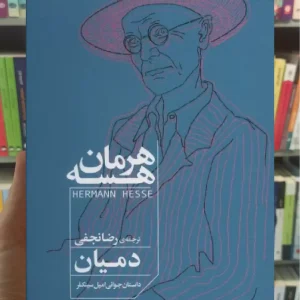 هرمان
هسه
HERMANN HESSE
ترجمه‌ی رضا نجفی
دمیان
داستان جوانی امیل سینکلر